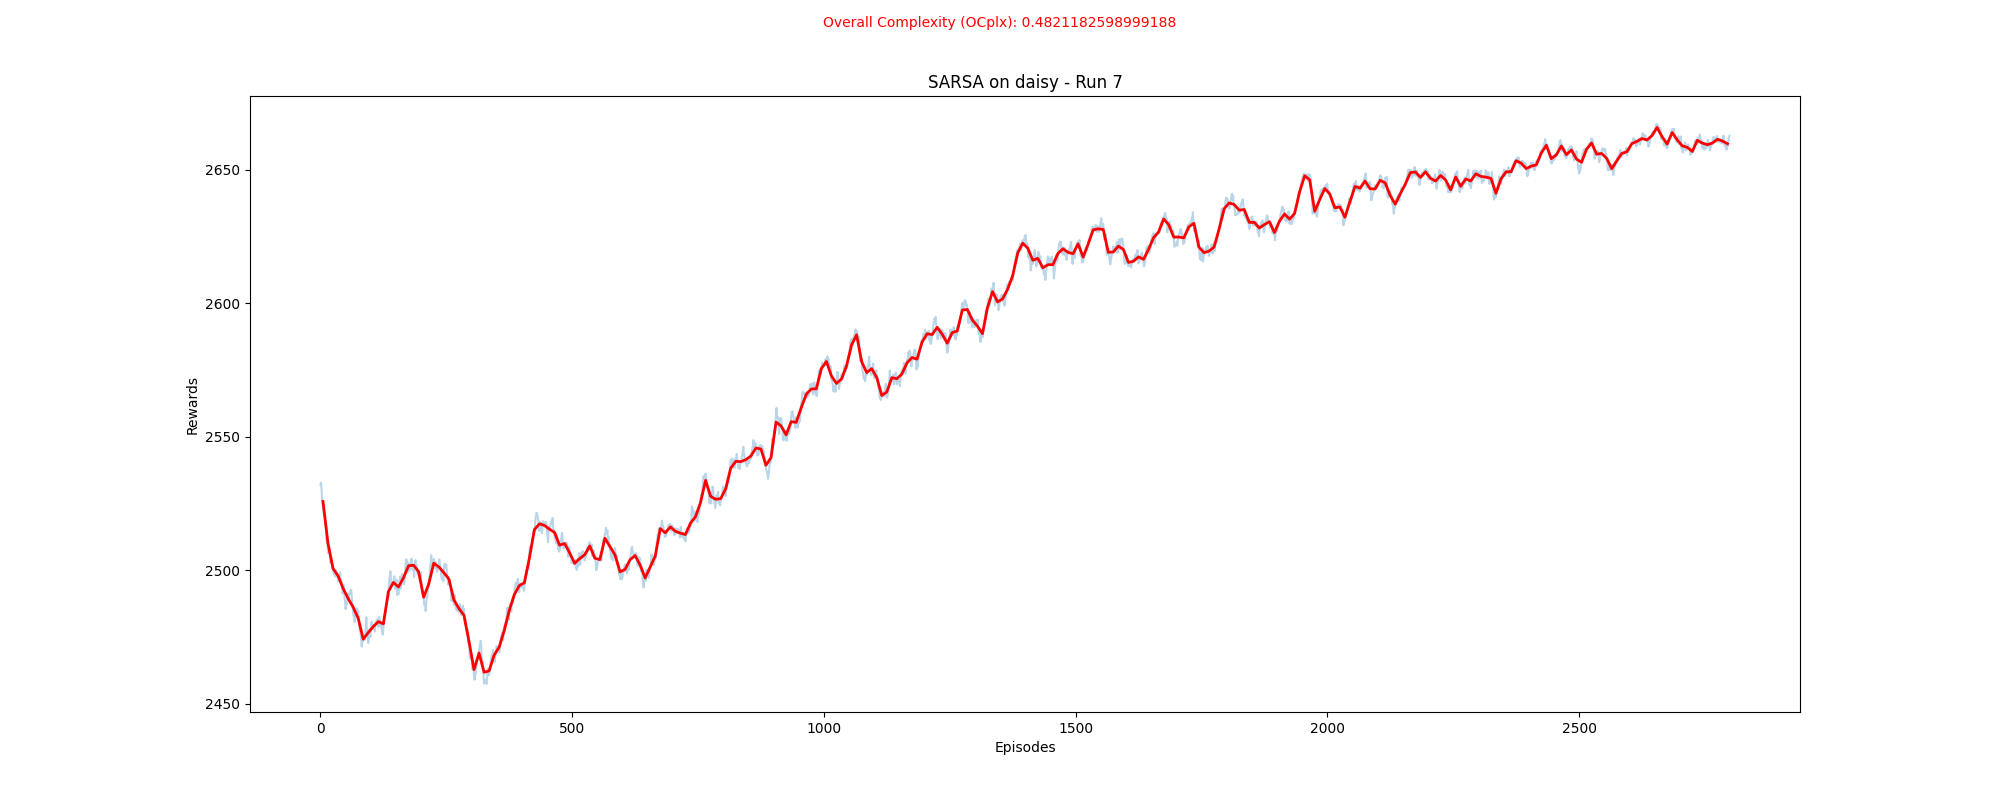 Overall Complexity (OCplx): 0.4821182598999188
SARSA on daisy - Run 7
Rewards
2650
2600
2550
2500
2450
0 500 1000 1500 2000 2500
Episodes